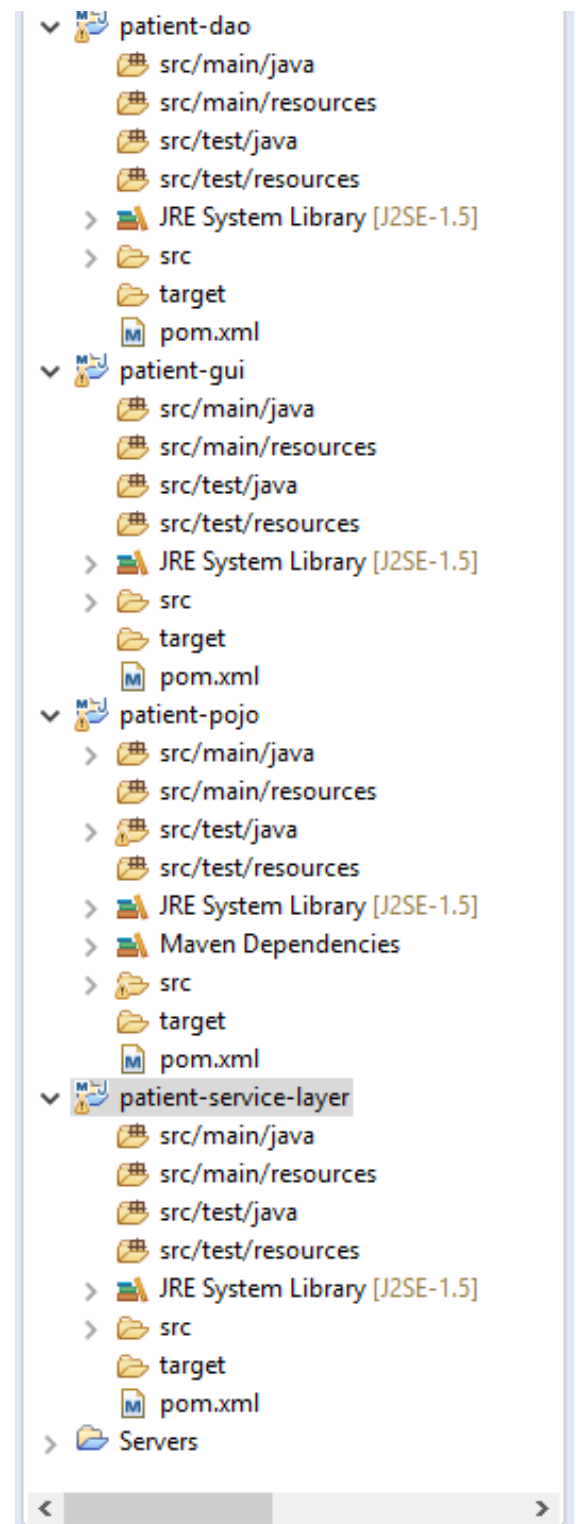 patient-dao
src/main/java
src/main/resources
src/test/java
src/test/resources
JRE System Library [J2SE-1.5]
src
target
pom.xml
patient-gui
src/main/java
src/main/resources
src/test/java
src/test/resources
JRE System Library [J2SE-1.5]
src
target
pom.xml
patient-pojo
src/main/java
src/main/resources
src/test/java
src/test/resources
JRE System Library [J2SE-1.5]
Maven Dependencies
src
target
pom.xml
patient-service-layer
src/main/java
src/main/resources
src/test/java
src/test/resources
JRE System Library [J2SE-1.5]
src
target
pom.xml
Servers